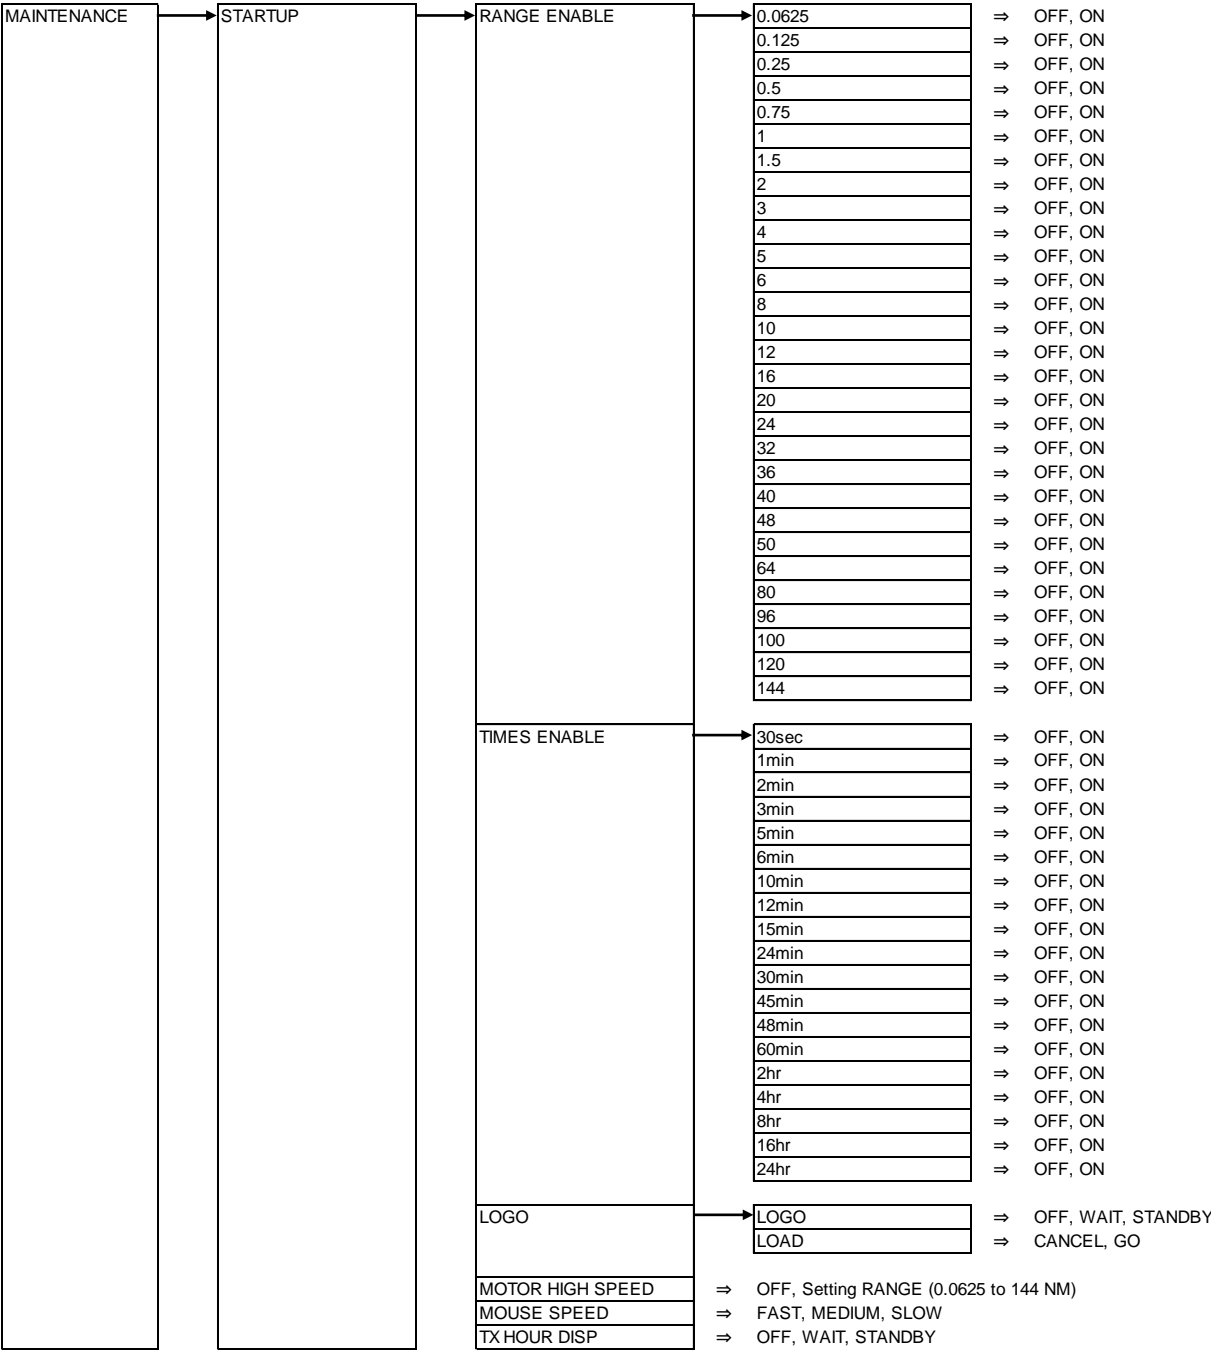 MAINTENANCE STARTUP RANGE ENABLE 0.0625 ⇒ OFF, ON
0.125 ⇒ OFF, ON
0.25 ⇒ OFF, ON
0.5 ⇒ OFF, ON
0.75 ⇒ OFF, ON
1 ⇒ OFF, ON
1.5 ⇒ OFF, ON
2 ⇒ OFF, ON
3 ⇒ OFF, ON
4 ⇒ OFF, ON
5 ⇒ OFF, ON
6 ⇒ OFF, ON
8 ⇒ OFF, ON
10 ⇒ OFF, ON
12 ⇒ OFF, ON
16 ⇒ OFF, ON
20 ⇒ OFF, ON
24 ⇒ OFF, ON
32 ⇒ OFF, ON
36 ⇒ OFF, ON
40 ⇒ OFF, ON
48 ⇒ OFF, ON
50 ⇒ OFF, ON
64 ⇒ OFF, ON
80 ⇒ OFF, ON
96 ⇒ OFF, ON
100 ⇒ OFF, ON
120 ⇒ OFF, ON
144 ⇒ OFF, ON
TIMES ENABLE 30sec ⇒ OFF, ON
1min ⇒ OFF, ON
2min ⇒ OFF, ON
3min ⇒ OFF, ON
5min ⇒ OFF, ON
6min ⇒ OFF, ON
10min ⇒ OFF, ON
12min ⇒ OFF, ON
15min ⇒ OFF, ON
24min ⇒ OFF, ON
30min ⇒ OFF, ON
45min ⇒ OFF, ON
48min ⇒ OFF, ON
60min ⇒ OFF, ON
2hr ⇒ OFF, ON
4hr ⇒ OFF, ON
8hr ⇒ OFF, ON
16hr ⇒ OFF, ON
24hr ⇒ OFF, ON
LOGO LOGO ⇒ OFF, WAIT, STANDBY
LOAD ⇒ CANCEL, GO
MOTOR HIGH SPEED ⇒ OFF, Setting RANGE (0.0625 to 144 NM)
MOUSE SPEED ⇒ FAST, MEDIUM, SLOW
TX HOUR DISP ⇒ OFF, WAIT, STANDBY